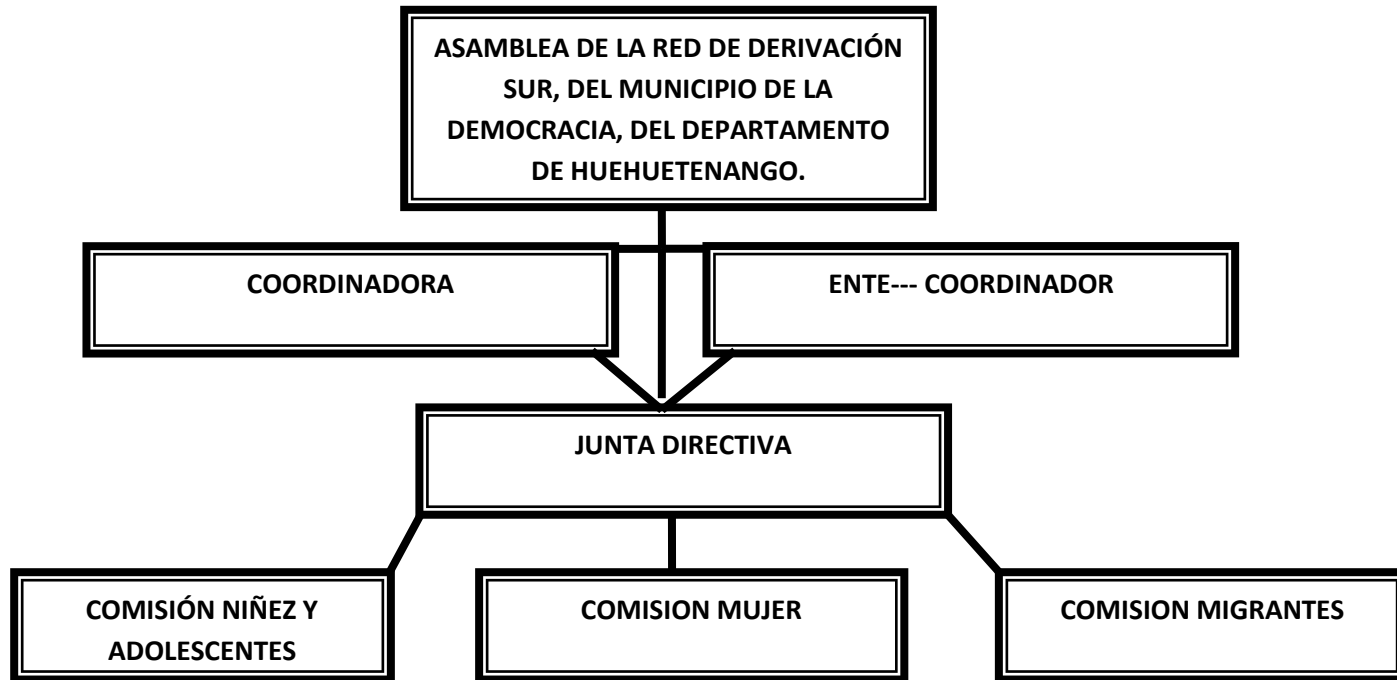 ASAMBLEA DE LA RED DE DERIVACIÓN
SUR, DEL MUNICIPIO DE LA
DEMOCRACIA, DEL DEPARTAMENTO
DE HUEHUETENANGO.
COORDINADORA
ENTE--- COORDINADOR
JUNTA DIRECTIVA
COMISIÓN NIÑEZ Y
ADOLESCENTES
COMISION MUJER
COMISION MIGRANTES